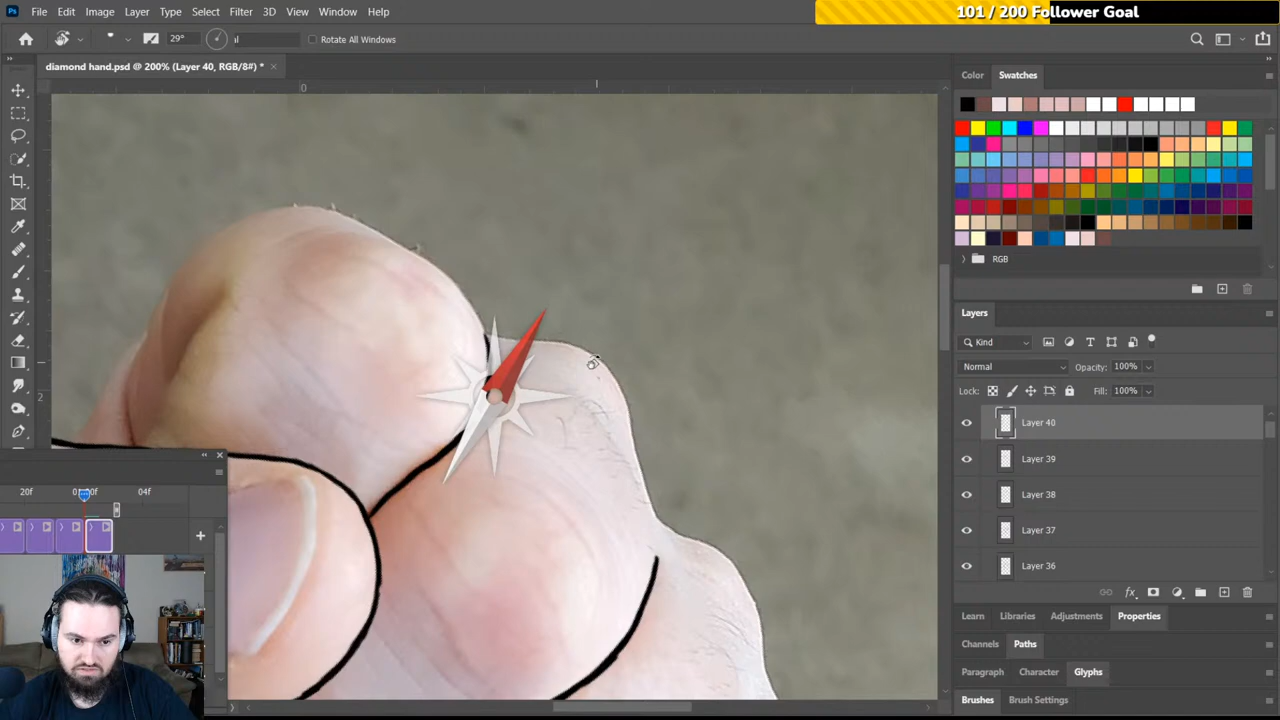 101 / 200 Follower Goal
Ps File Edit Image Layer Type Select Filter 3D View Window Help
29° Rotate All Windows
diamond hand.psd @ 200% (Layer 40, RGB/8#) * ×
Color Swatches
0
2
RGB
Layers
Kind
Normal Opacity: 100%
Lock: Fill: 100%
Layer 40
Layer 39
Layer 38
Layer 37
Layer 36
20f 04f
fx
Learn Libraries Adjustments Properties
Channels Paths
Paragraph Character Glyphs
Brushes Brush Settings